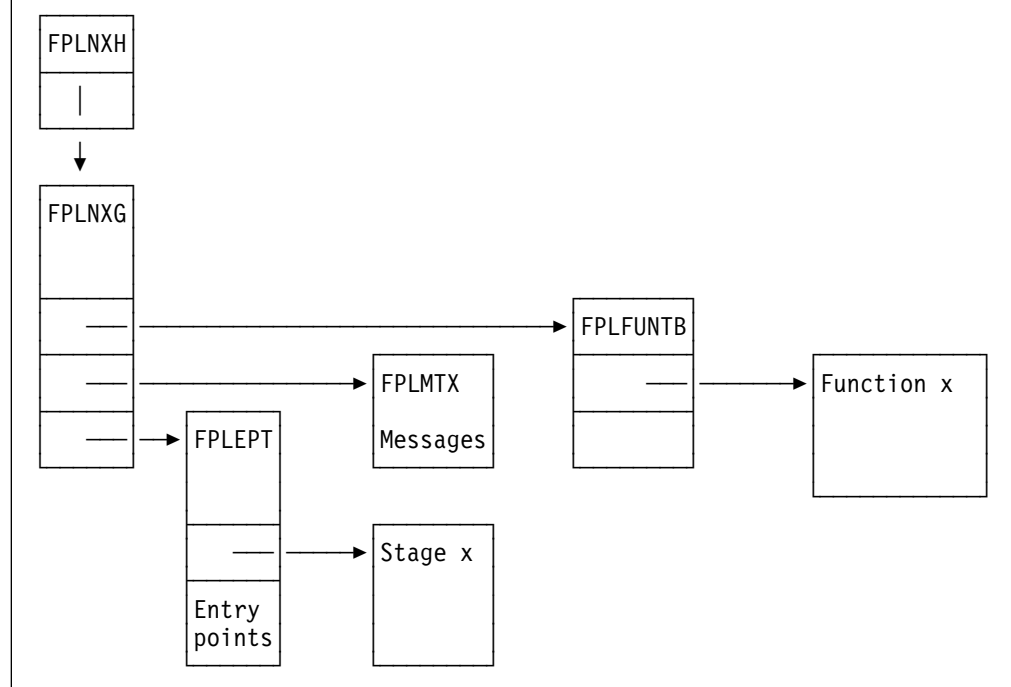 FPLNXH
FPLNXG
FPLFUNTB
FPLMTX
Function x
FPLEPT
Messages
Stage x
Entry
points